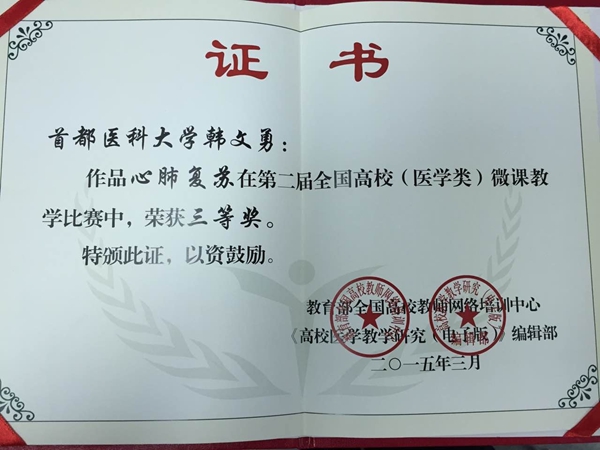 证书
首都医科大学韩文勇：
作品心肺复苏在第二届全国高校（医学类）微课教
学比赛中，荣获三等奖。
特颁此证，以资鼓励。
教育部全国高校教师网络培训中心
《高校医学教学研究（电子版）》编辑部
二〇一五年三月